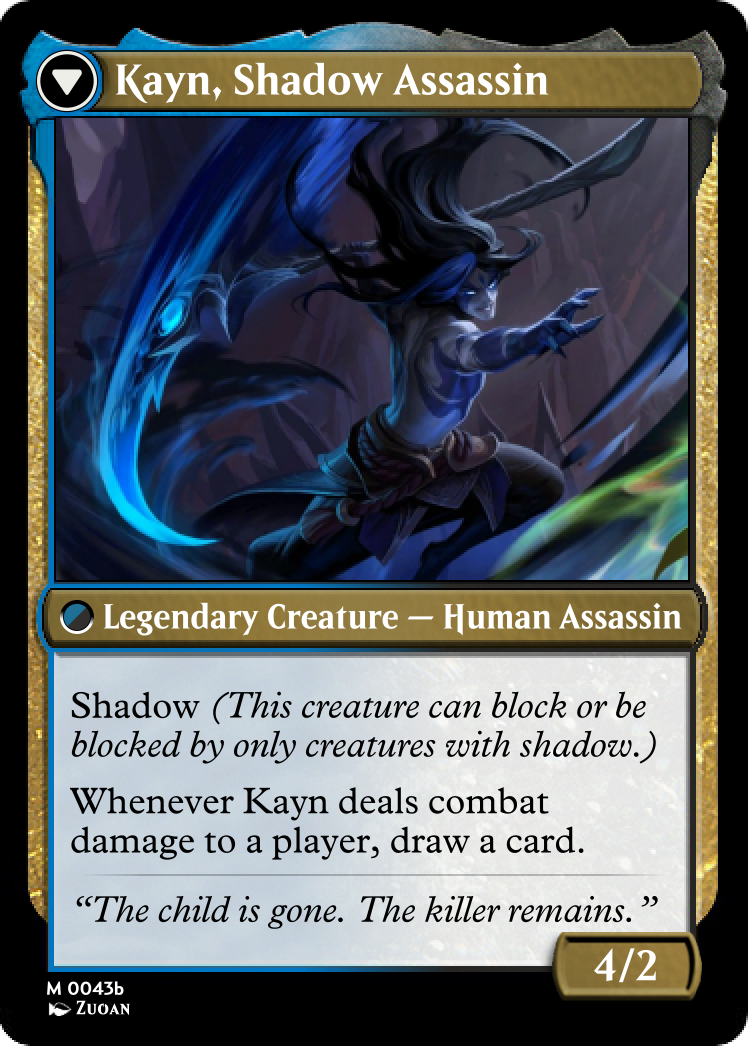 Kayn, Shadow Assassin
Legendary Creature — Human Assassin
Shadow (This creature can block or be
blocked by only creatures with shadow.)
Whenever Kayn deals combat
damage to a player, draw a card.
“The child is gone. The killer remains.”
4/2
M 0043b
Zuoan